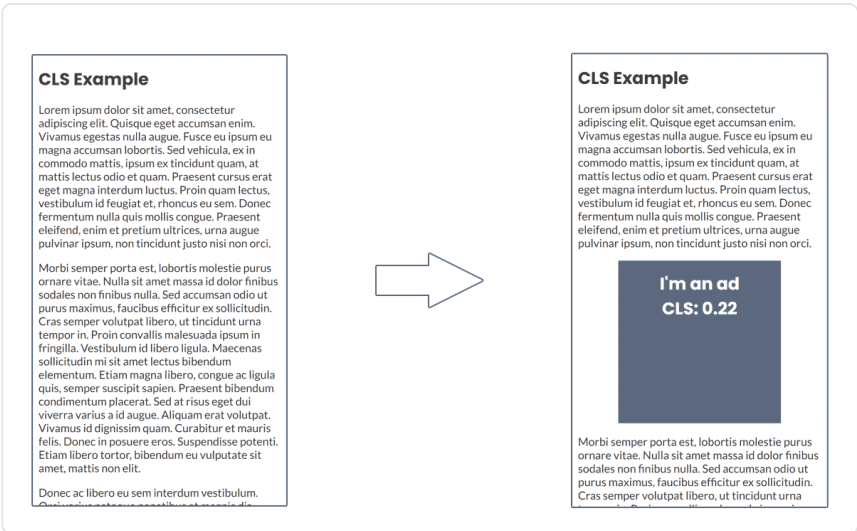 CLS Example
Lorem ipsum dolor sit amet, consectetur
adipiscing elit. Quisque eget accumsan enim.
Vivamus egestas nulla augue. Fusce eu ipsum eu
magna accumsan lobortis. Sed vehicula, ex in
commodo mattis, ipsum ex tincidunt quam, at
mattis lectus odio et quam. Praesent cursus erat
eget magna interdum luctus. Proin quam lectus,
vestibulum id feugiat et, rhoncus eu sem. Donec
fermentum nulla quis mollis congue. Praesent
eleifend, enim et pretium ultrices, urna augue
pulvinar ipsum, non tincidunt justo nisi non orci.
Morbi semper porta est, lobortis molestie purus
ornare vitae. Nulla sit amet massa id dolor finibus
sodales non finibus nulla. Sed accumsan odio ut
purus maximus, faucibus efficitur ex sollicitudin.
Cras semper volutpat libero, ut tincidunt urna
tempor in. Proin convallis malesuada ipsum in
fringilla. Vestibulum id libero ligula. Maecenas
sollicitudin mi sit amet lectus bibendum
elementum. Etiam magna libero, congue ac ligula
quis, semper suscipit sapien. Praesent bibendum
condimentum placerat. Sed at risus eget dui
viverra varius a id augue. Aliquam erat volutpat.
Vivamus id dignissim quam. Curabitur et mauris
felis. Donec in posuere eros. Suspendisse potenti.
Etiam libero tortor, bibendum eu vulputate sit
amet, mattis non elit.
Donec ac libero eu sem interdum vestibulum.
CLS Example
Lorem ipsum dolor sit amet, consectetur
adipiscing elit. Quisque eget accumsan enim.
Vivamus egestas nulla augue. Fusce eu ipsum eu
magna accumsan lobortis. Sed vehicula, ex in
commodo mattis, ipsum ex tincidunt quam, at
mattis lectus odio et quam. Praesent cursus erat
eget magna interdum luctus. Proin quam lectus,
vestibulum id feugiat et, rhoncus eu sem. Donec
fermentum nulla quis mollis congue. Praesent
eleifend, enim et pretium ultrices, urna augue
pulvinar ipsum, non tincidunt justo nisi non orci.
I'm an ad
CLS: 0.22
Morbi semper porta est, lobortis molestie purus
ornare vitae. Nulla sit amet massa id dolor finibus
sodales non finibus nulla. Sed accumsan odio ut
purus maximus, faucibus efficitur ex sollicitudin.
Cras semper volutpat libero, ut tincidunt urna